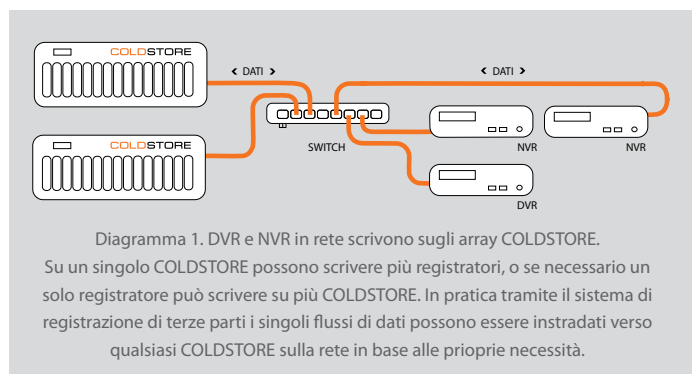 COLDSTORE
‹ DATI ›
‹ DATI ›
COLDSTORE
SWITCH
NVR
NVR
DVR
Diagramma 1. DVR e NVR in rete scrivono sugli array COLDSTORE.
Su un singolo COLDSTORE possono scrivere più registratori, o se necessario un
solo registratore può scrivere su più COLDSTORE. In pratica tramite il sistema di
registrazione di terze parti i singoli flussi di dati possono essere instradati verso
qualsiasi COLDSTORE sulla rete in base alle prioprie necessità.